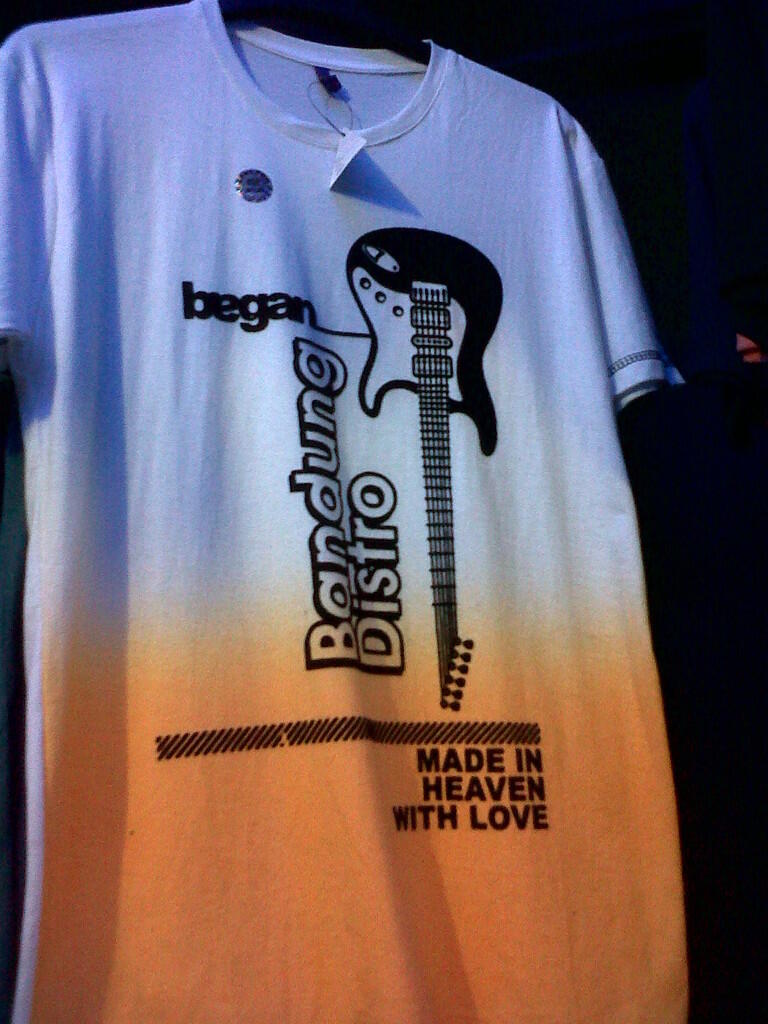 began
Bandung
Distro
MADE IN
HEAVEN
WITH LOVE